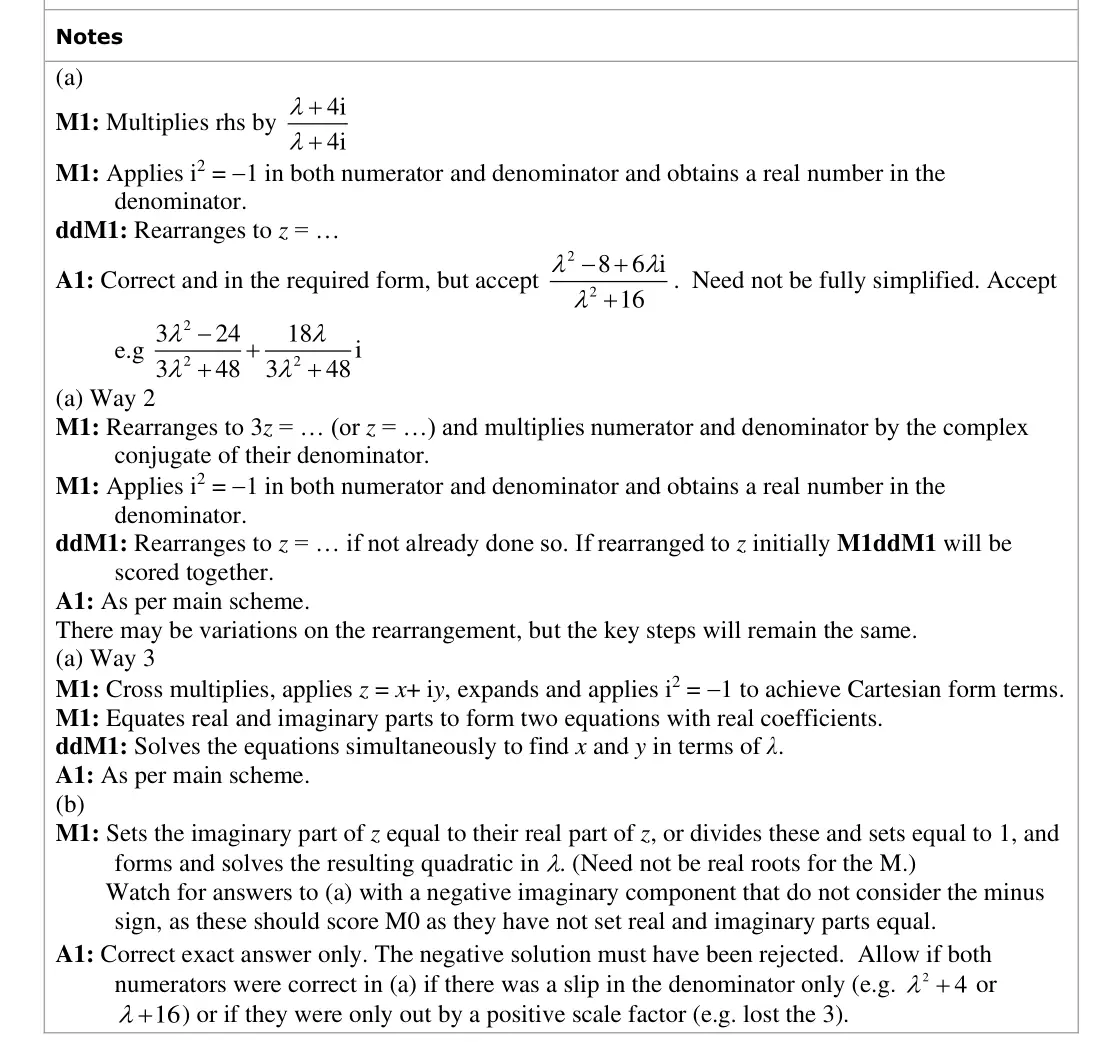 Notes
(a)
M1: Multiplies rhs by \frac{λ + 4i}{λ + 4i}
M1: Applies i² = –1 in both numerator and denominator and obtains a real number in the
denominator.
ddM1: Rearranges to z = …
A1: Correct and in the required form, but accept \frac{λ² − 8 + 6λi}{λ² + 16} . Need not be fully simplified. Accept
e.g \frac{3λ² − 24}{3λ² + 48} + \frac{18λ}{3λ² + 48}i
(a) Way 2
M1: Rearranges to 3z = … (or z = …) and multiplies numerator and denominator by the complex
conjugate of their denominator.
M1: Applies i² = –1 in both numerator and denominator and obtains a real number in the
denominator.
ddM1: Rearranges to z = … if not already done so. If rearranged to z initially M1ddM1 will be
scored together.
A1: As per main scheme.
There may be variations on the rearrangement, but the key steps will remain the same.
(a) Way 3
M1: Cross multiplies, applies z = x+ iy, expands and applies i² = –1 to achieve Cartesian form terms.
M1: Equates real and imaginary parts to form two equations with real coefficients.
ddM1: Solves the equations simultaneously to find x and y in terms of λ.
A1: As per main scheme.
(b)
M1: Sets the imaginary part of z equal to their real part of z, or divides these and sets equal to 1, and
forms and solves the resulting quadratic in λ. (Need not be real roots for the M.)
Watch for answers to (a) with a negative imaginary component that do not consider the minus
sign, as these should score M0 as they have not set real and imaginary parts equal.
A1: Correct exact answer only. The negative solution must have been rejected. Allow if both
numerators were correct in (a) if there was a slip in the denominator only (e.g. λ² + 4 or
λ +16) or if they were only out by a positive scale factor (e.g. lost the 3).